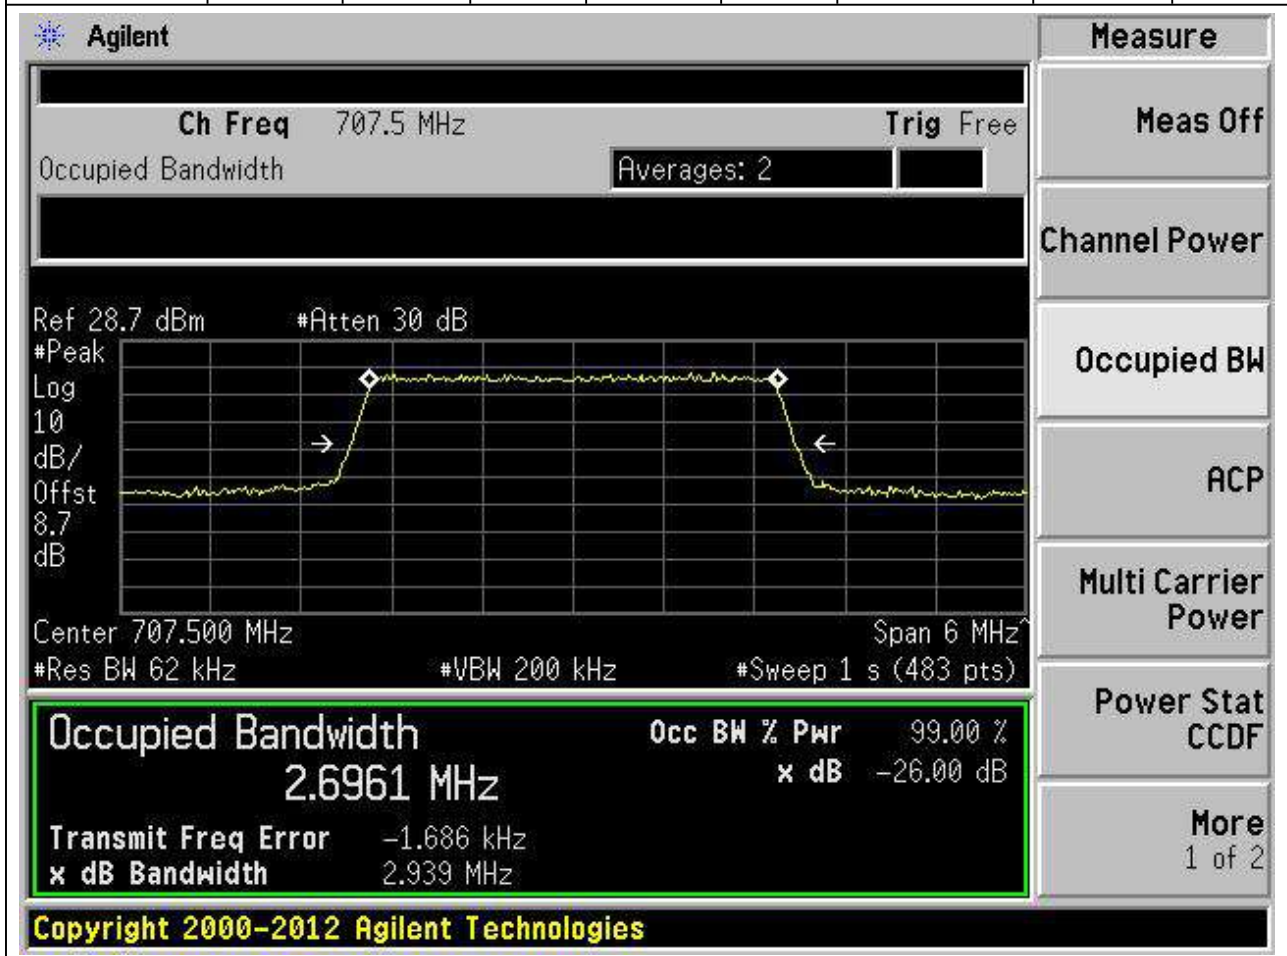 Agilent
Measure
Ch Freq 707.5 MHz Trig Free
Occupied Bandwidth Averages: 2
Meas Off
Channel Power
Occupied BW
ACP
Multi Carrier
Power
Power Stat
CCDF
More
1 of 2
Ref 28.7 dBm #Atten 30 dB
#Peak
Log
10
dB/
Offst
8.7
dB
Center 707.500 MHz Span 6 MHz^
#Res BW 62 kHz #VBW 200 kHz #Sweep 1 s (483 pts)
Occupied Bandwidth Occ BW % Pwr 99.00 %
2.6961 MHz x dB -26.00 dB
Transmit Freq Error -1.686 kHz
x dB Bandwidth 2.939 MHz
Copyright 2000-2012 Agilent Technologies